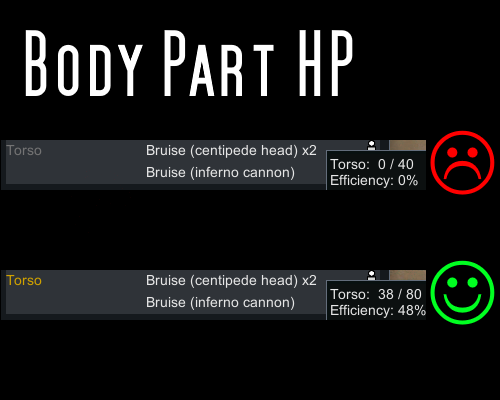 Body Part HP
Torso Bruise (centipede head) x2
Torso: 0 / 40
Bruise (inferno cannon)
Efficiency: 0%
Torso Bruise (centipede head) x2
Torso: 38 / 80
Bruise (inferno cannon)
Efficiency: 48%